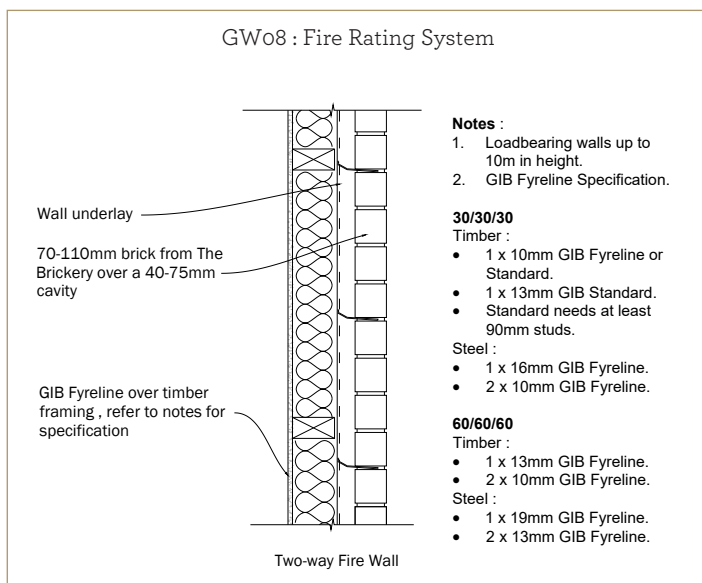 GW08 : Fire Rating System
Wall underlay
70-110mm brick from The
Brickery over a 40-75mm
cavity
GIB Fyreline over timber
framing , refer to notes for
specification
Two-way Fire Wall
Notes :
1. Loadbearing walls up to
10m in height.
2. GIB Fyreline Specification.
30/30/30
Timber :
• 1 x 10mm GIB Fyreline or
Standard.
• 1 x 13mm GIB Standard.
• Standard needs at least
90mm studs.
Steel :
• 1 x 16mm GIB Fyreline.
• 2 x 10mm GIB Fyreline.
60/60/60
Timber :
• 1 x 13mm GIB Fyreline.
• 2 x 10mm GIB Fyreline.
Steel :
• 1 x 19mm GIB Fyreline.
• 2 x 13mm GIB Fyreline.